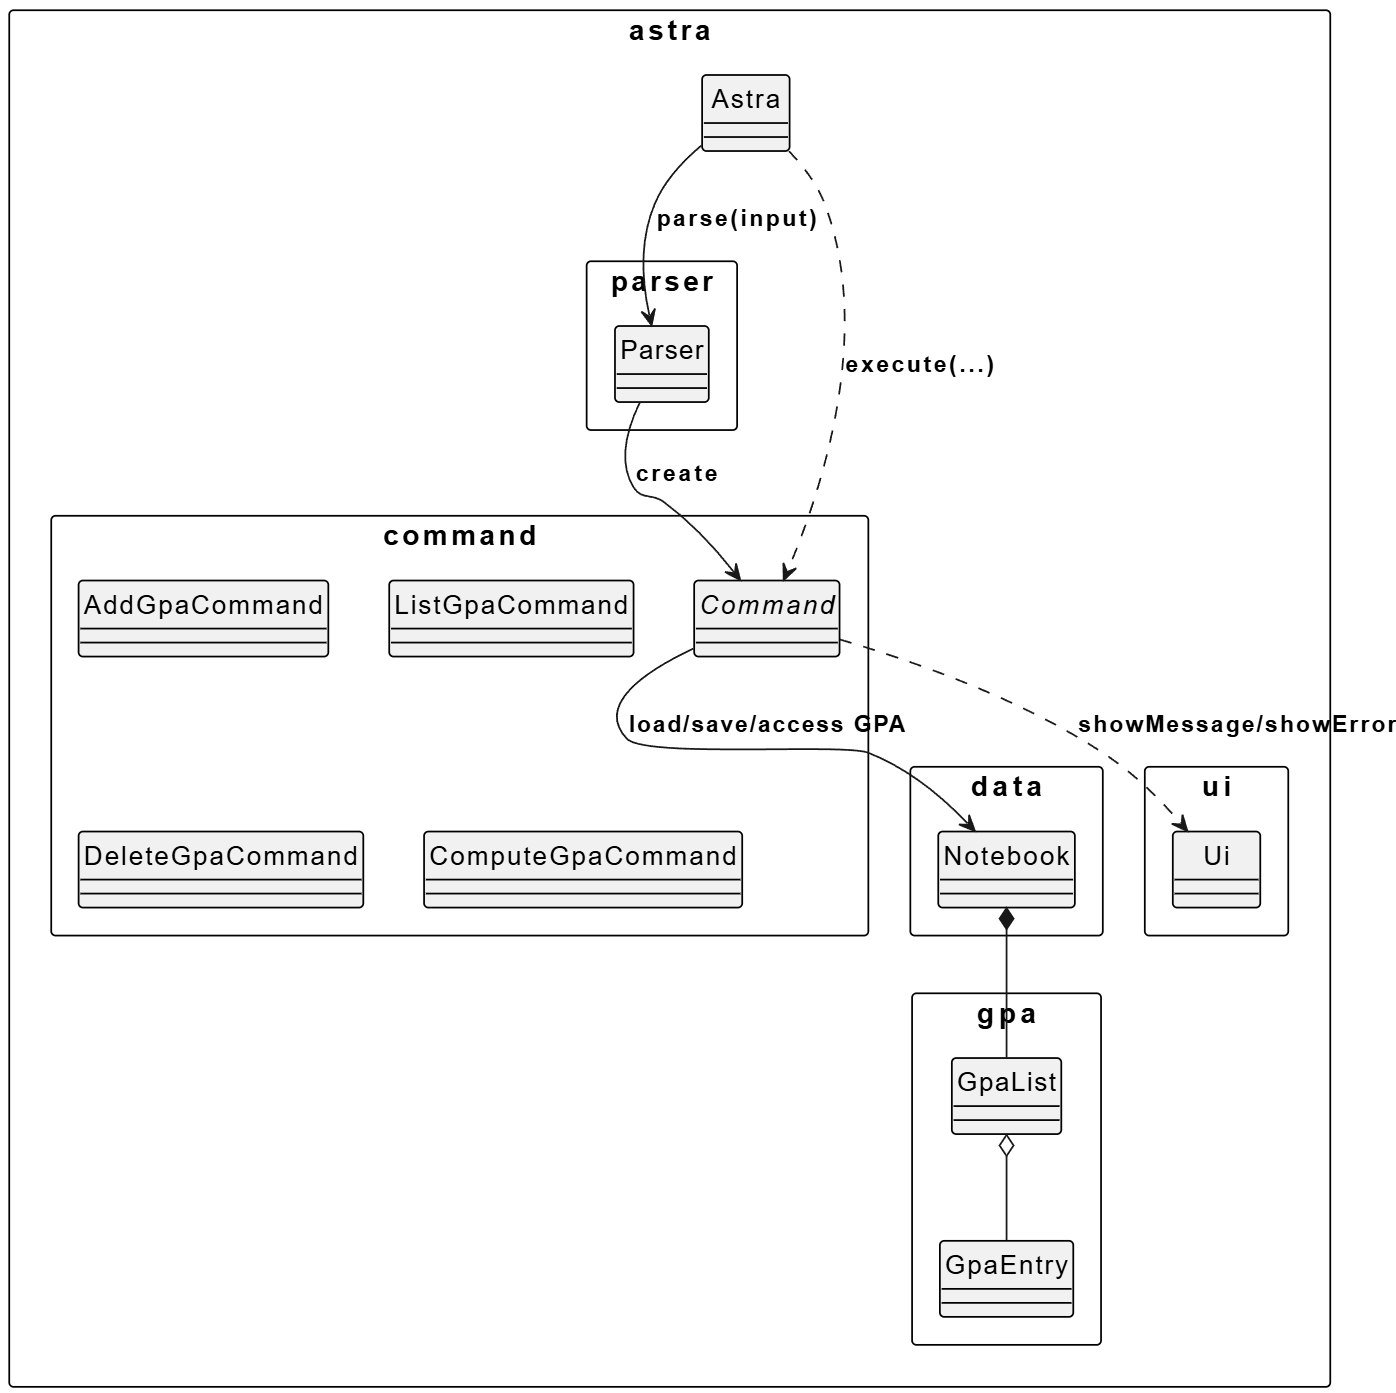 astra
Astra
parse(input)
parser
Parser
execute(...)
create
command
AddGpaCommand
ListGpaCommand
Command
load/save/access GPA
showMessage/showError
data
ui
DeleteGpaCommand
ComputeGpaCommand
Notebook
Ui
gpa
GpaList
GpaEntry